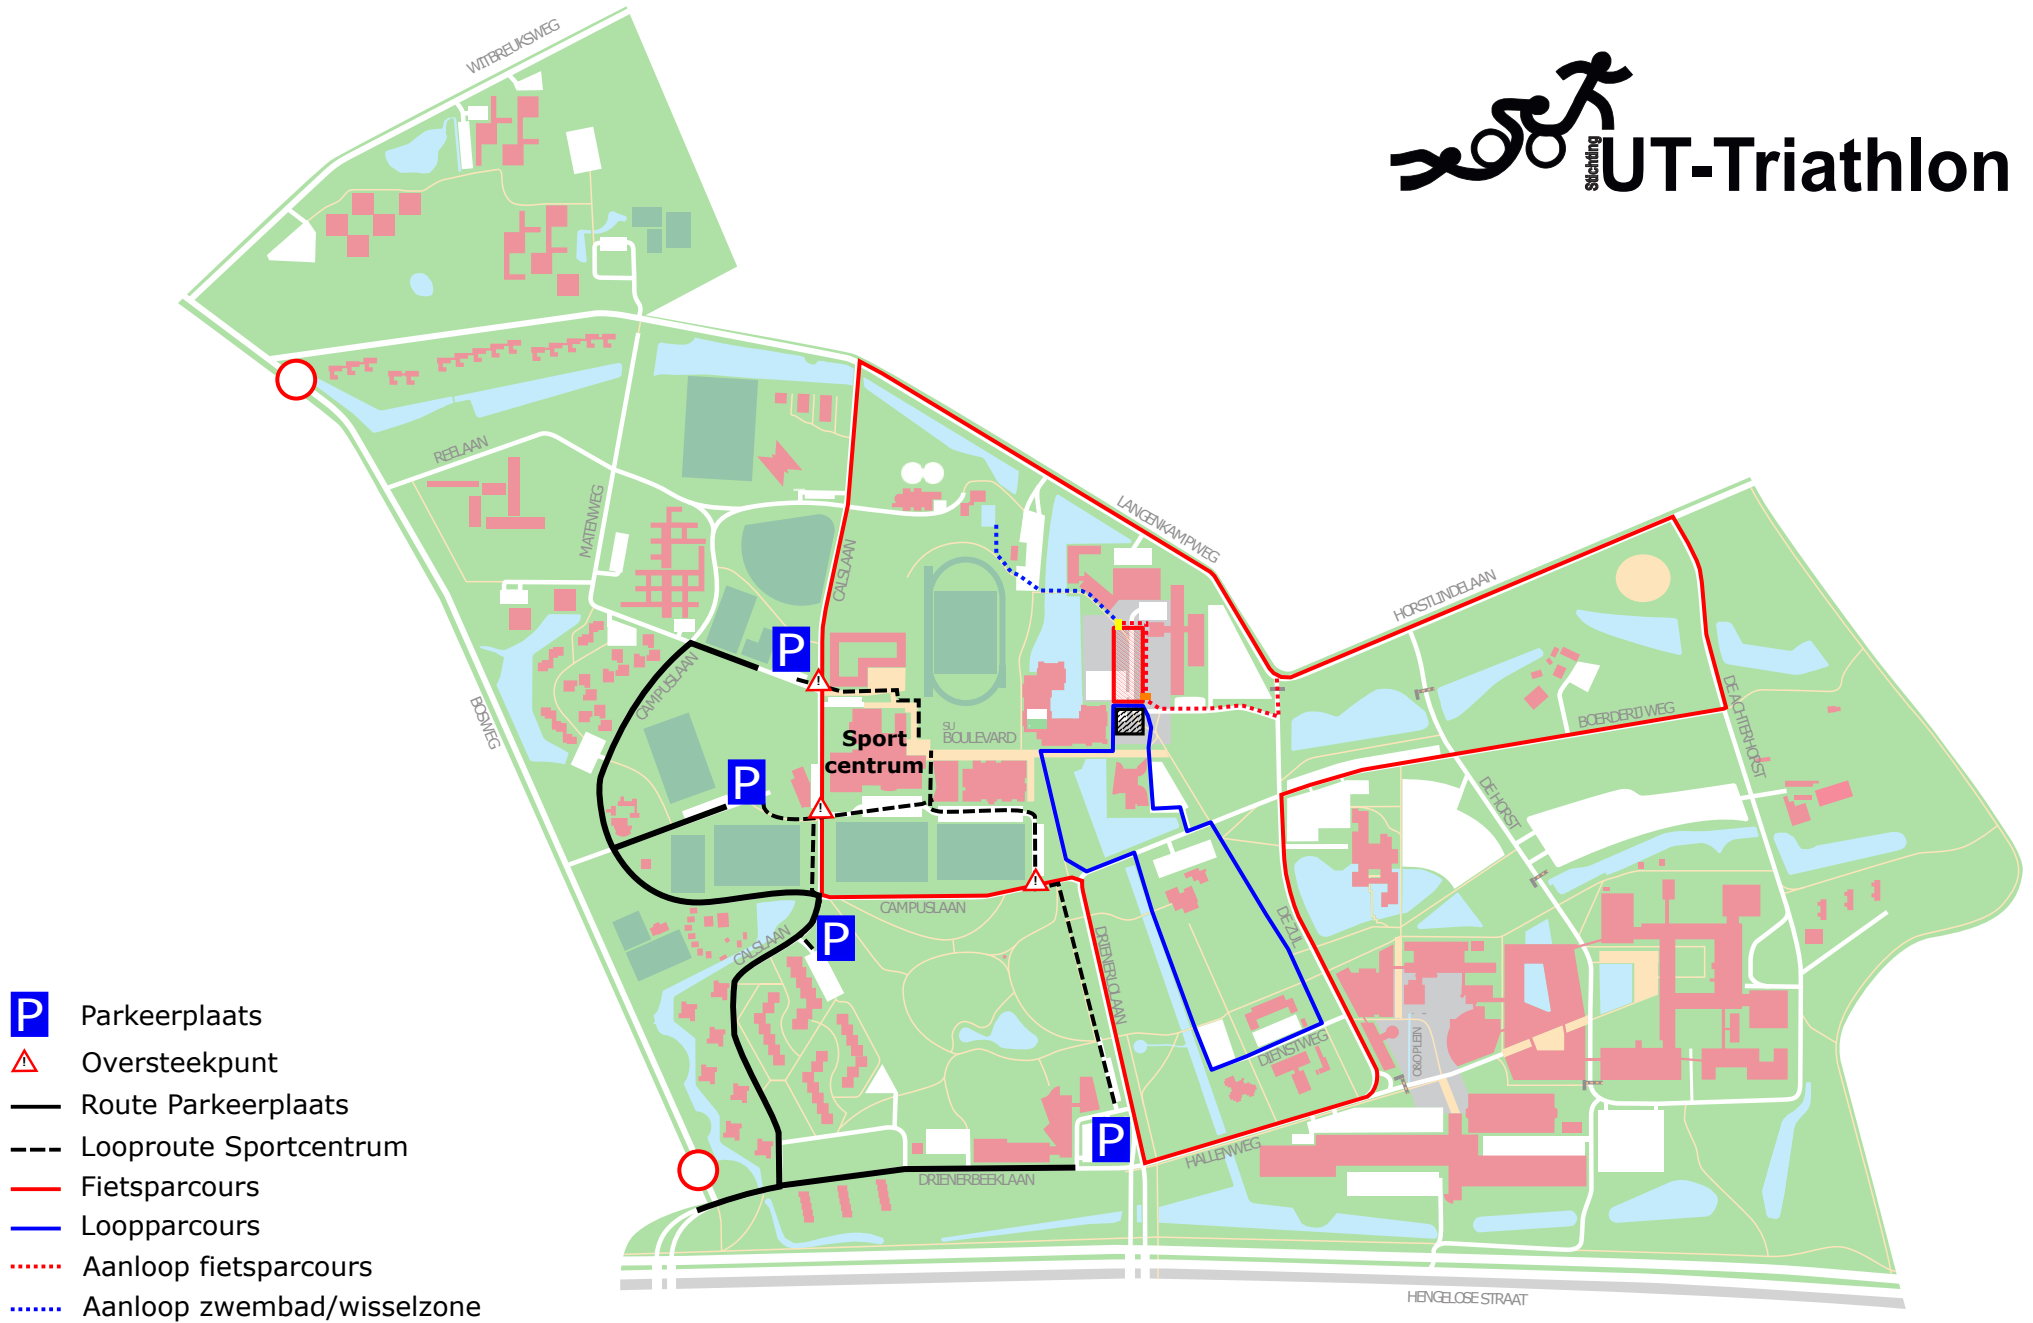 WITBREUKSWEG
Stichting
UT-Triathlon
REELAAN
MATENWEG
CALSLAAN
LANGENKAMPWEG
HORSTLINDELAAN
P
CAMPUSLAAN
BOSWEG
!
SU
BOULEVARD
Sport
centrum
BOERDERIJWEG
DE ACHTERHORST
P
!
DE HORST
!
CAMPUSLAAN
CALSLAAN
P
DRIENERLOLAAN
DE ZUL
O&O PLEIN
DIENSTWEG
P
HALLENWEG
DRIENERBEEKLAAN
HENGELOSE STRAAT
P Parkeerplaats
! Oversteekpunt
Route Parkeerplaats
Looproute Sportcentrum
Fietsparcours
Loopparcours
Aanloop fietsparcours
Aanloop zwembad/wisselzone